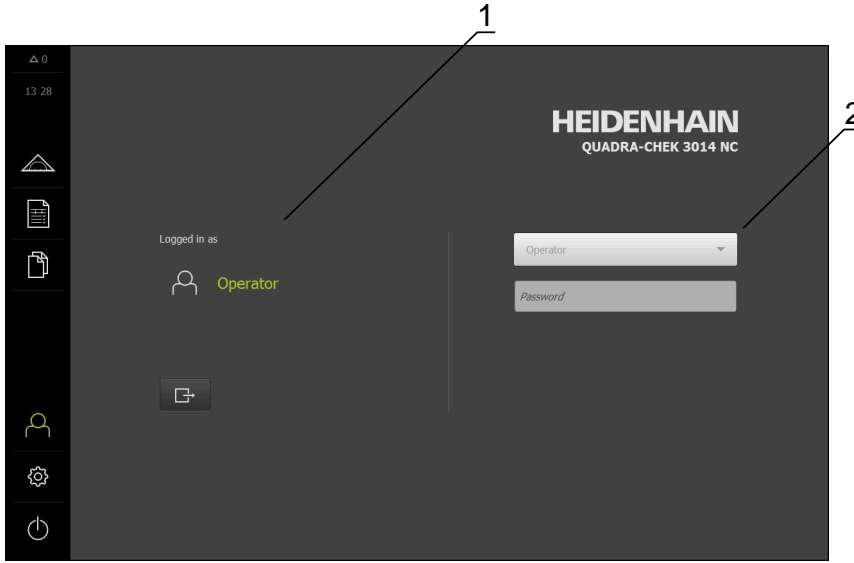 1
△ 0
13 28
HEIDENHAIN
QUADRA-CHEK 3014 NC
2
Logged in as
Operator
Operator
Password